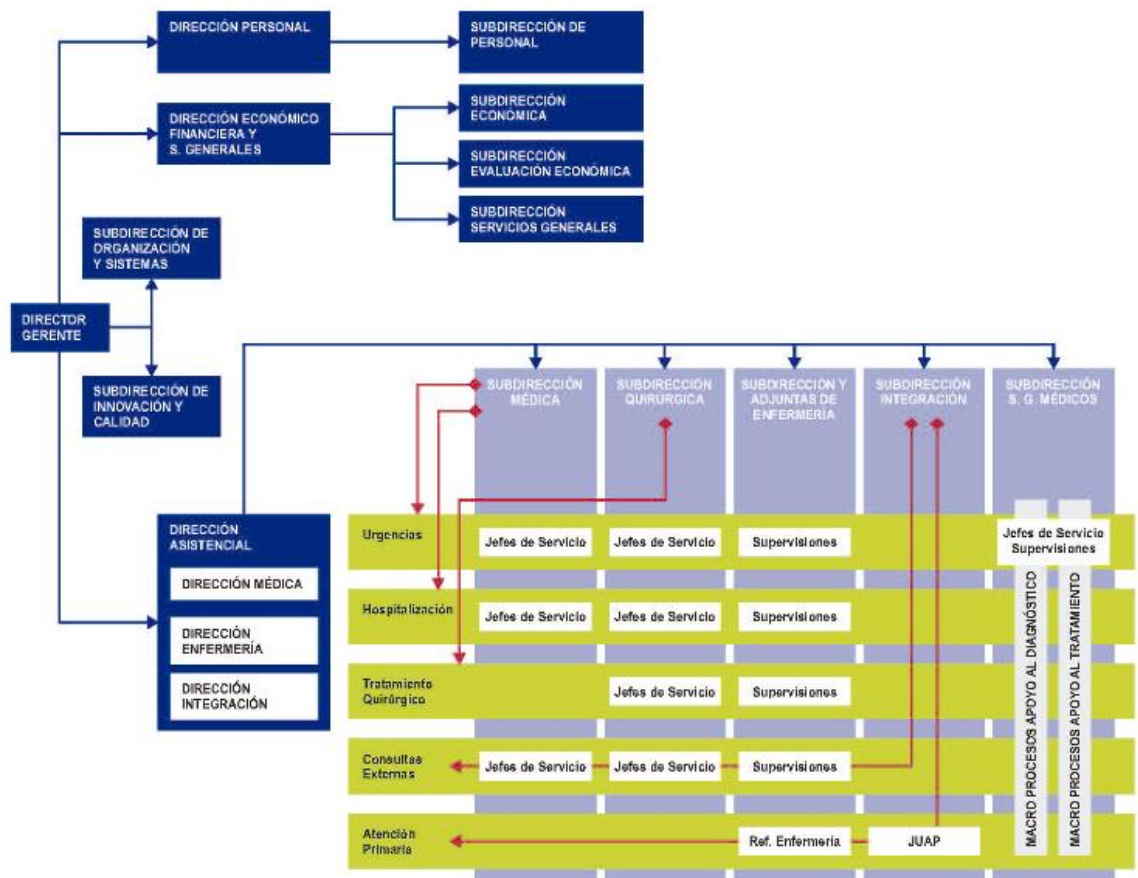 DIRECCIÓN PERSONAL
SUBDIRECCIÓN DE
PERSONAL
DIRECCIÓN ECONÓMICO
FINANCIERA Y
S. GENERALES
SUBDIRECCIÓN
ECONÓMICA
SUBDIRECCIÓN
EVALUACIÓN ECONÓMICA
SUBDIRECCIÓN
SERVICIOS GENERALES
SUBDIRECCIÓN DE
ORGANIZACIÓN
Y SISTEMAS
DIRECTOR
GERENTE
SUBDIRECCIÓN DE
INNOVACIÓN Y
CALIDAD
SUBDIRECCIÓN
MÉDICA
SUBDIRECCIÓN
QUIRÚRGICA
SUBDIRECCIÓN Y
ADJUNTAS DE
ENFERMERÍA
SUBDIRECCIÓN
INTEGRACIÓN
SUBDIRECCIÓN
S. G. MÉDICOS
DIRECCIÓN
ASISTENCIAL
DIRECCIÓN MÉDICA
DIRECCIÓN
ENFERMERÍA
DIRECCIÓN
INTEGRACIÓN
Urgencias
Jefes de Servicio
Jefes de Servicio
Supervisiones
Jefes de Servicio
Supervisiones
Hospitalización
Jefes de Servicio
Jefes de Servicio
Supervisiones
Tratamiento
Quirúrgico
Jefes de Servicio
Supervisiones
Consultas
Externas
Jefes de Servicio
Jefes de Servicio
Supervisiones
Atención
Primaria
Ref. Enfermería
JUAP
MACRO PROCESOS APOYO AL DIAGNÓSTICO
MACRO PROCESOS APOYO AL TRATAMIENTO